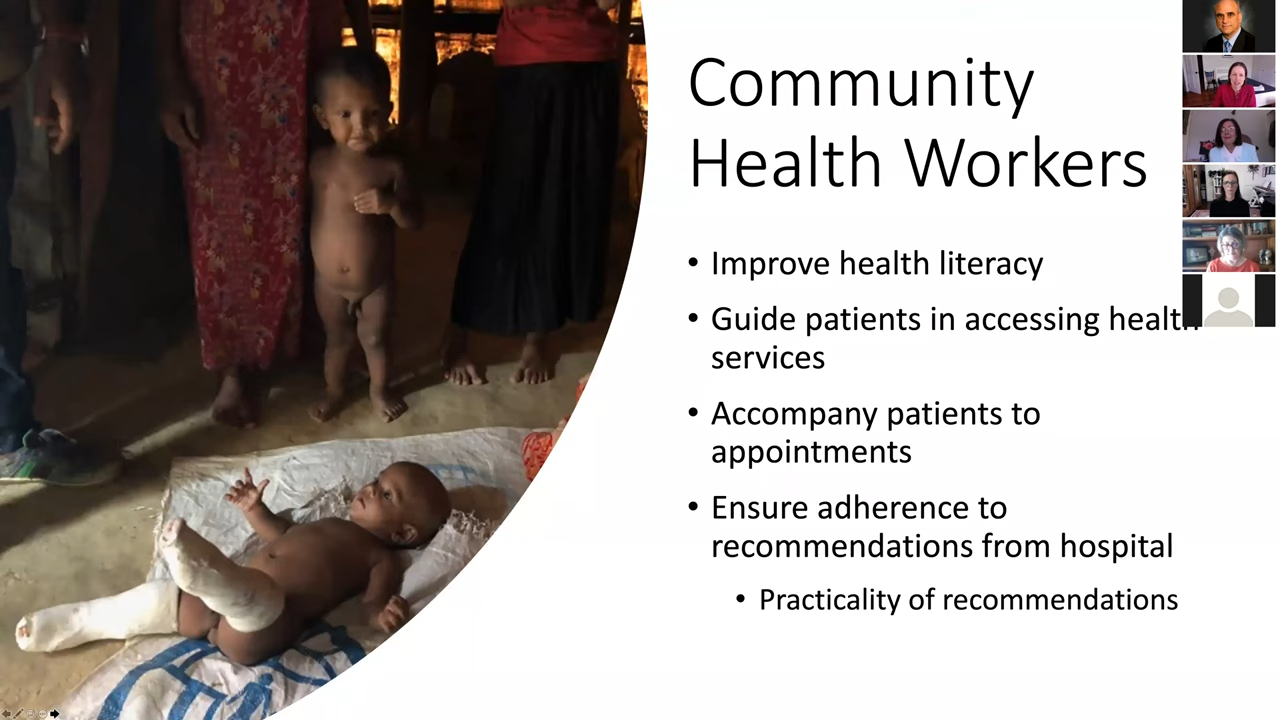 Community
Health Workers
• Improve health literacy
• Guide patients in accessing health
services
• Accompany patients to
appointments
• Ensure adherence to
recommendations from hospital
• Practicality of recommendations